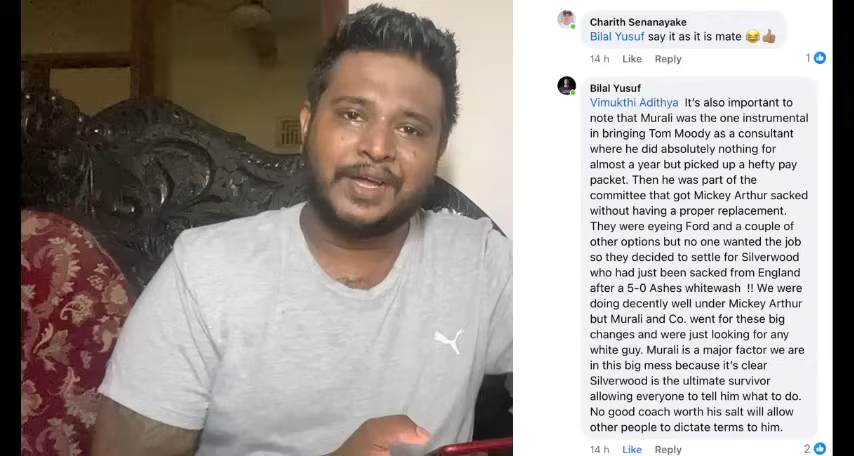 Charith Senanayake
Bilal Yusuf say it as it is mate 😂👍🏽
14 h Like Reply 1
Bilal Yusuf
Vimukthi Adithya It's also important to
note that Murali was the one instrumental
in bringing Tom Moody as a consultant
where he did absolutely nothing for
almost a year but picked up a hefty pay
packet. Then he was part of the
committee that got Mickey Arthur sacked
without having a proper replacement.
They were eyeing Ford and a couple of
other options but no one wanted the job
so they decided to settle for Silverwood
who had just been sacked from England
after a 5-0 Ashes whitewash !! We were
doing decently well under Mickey Arthur
but Murali and Co. went for these big
changes and were just looking for any
white guy. Murali is a major factor we are
in this big mess because it's clear
Silverwood is the ultimate survivor
allowing everyone to tell him what to do.
No good coach worth his salt will allow
other people to dictate terms to him.
14 h Like Reply 2